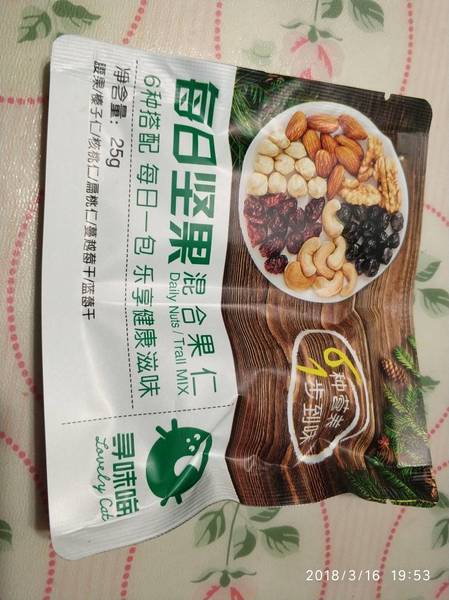 每日坚果 混合果仁
Daily Nuts / Trail MIX
6种搭配 每日一包 乐享健康滋味
净含量: 25g
腰果/榛子仁/核桃仁/扁桃仁/蔓越莓干/蓝莓干
6种营养
1步到味
寻味喵
Lovely Cat
2018/3/16 19:53